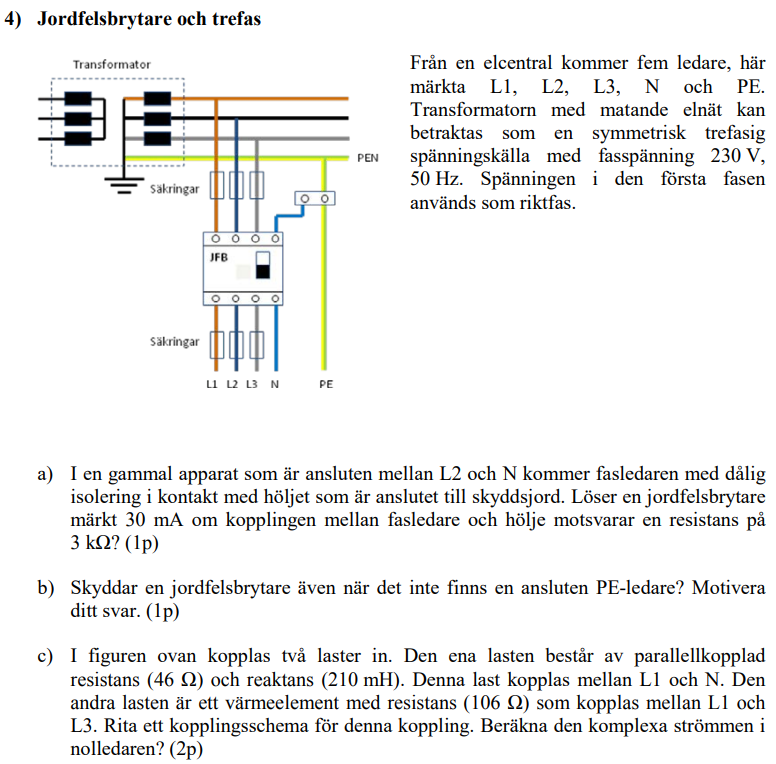 4) Jordfelsbrytare och trefas
Transformator
PEN
Säkringar
JFB
Säkringar
L1 L2 L3 N PE
Från en elcentral kommer fem ledare, här
märkta L1, L2, L3, N och PE.
Transformatorn med matande elnät kan
betraktas som en symmetrisk trefasig
spänningskälla med fasspänning 230 V,
50 Hz. Spänningen i den första fasen
används som riktfas.
a) I en gammal apparat som är ansluten mellan L2 och N kommer fasledaren med dålig
isolering i kontakt med höljet som är anslutet till skyddsjord. Löser en jordfelsbrytare
märkt 30 mA om kopplingen mellan fasledare och hölje motsvarar en resistans på
3 kΩ? (1p)
b) Skyddar en jordfelsbrytare även när det inte finns en ansluten PE-ledare? Motivera
ditt svar. (1p)
c) I figuren ovan kopplas två laster in. Den ena lasten består av parallellkopplad
resistans (46 Ω) och reaktans (210 mH). Denna last kopplas mellan L1 och N. Den
andra lasten är ett värmeelement med resistans (106 Ω) som kopplas mellan L1 och
L3. Rita ett kopplingsschema för denna koppling. Beräkna den komplexa strömmen i
nolledaren? (2p)